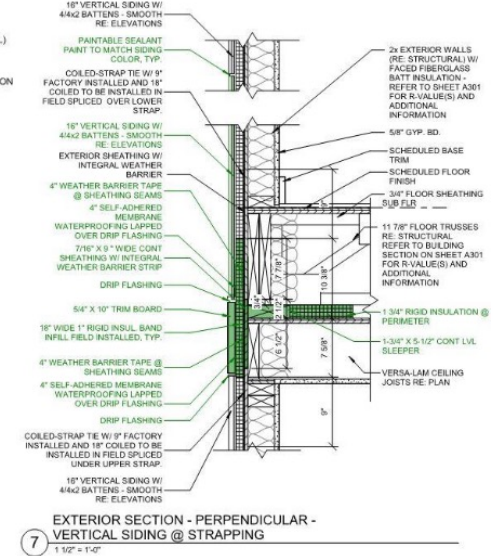 16" VERTICAL SIDING W/
4/4x2 BATTENS - SMOOTH
RE: ELEVATIONS
PAINTABLE SEALANT
PAINT TO MATCH SIDING
COLOR, TYP.
COILED-STRAP TIE W/ 9"
FACTORY INSTALLED AND 18"
COILED TO BE INSTALLED IN
FIELD SPLICED OVER LOWER
STRAP.
16" VERTICAL SIDING W/
4/4x2 BATTENS - SMOOTH
RE: ELEVATIONS
EXTERIOR SHEATHING W/
INTEGRAL WEATHER
BARRIER
4" WEATHER BARRIER TAPE
@ SHEATHING SEAMS
4" SELF-ADHERED
MEMBRANE
WATERPROOFING LAPPED
OVER DRIP FLASHING
7/16" X 9 " WIDE CONT
SHEATH W/ INTEGRAL
WEATHER BARRIER STRIP
DRIP FLASHING
5/4" X 10" TRIM BOARD
18" WIDE 1" RIGID INSUL. BAND
INFILL FIELD INSTALLED, TYP.
4" WEATHER BARRIER TAPE @
SHEATHING SEAMS
4" SELF-ADHERED MEMBRANE
WATERPROOFING LAPPED
OVER DRIP FLASHING
DRIP FLASHING
COILED-STRAP TIE W/ 9" FACTORY
INSTALLED AND 18" COILED TO BE
INSTALLED IN FIELD SPLICED
UNDER UPPER STRAP.
16" VERTICAL SIDING W/
4/4x2 BATTENS - SMOOTH
RE: ELEVATIONS
L)
ON
2x EXTERIOR WALLS
(RE: STRUCTURAL) W/
FACED FIBERGLASS
BATT INSULATION -
REFER TO SHEET A301
FOR R-VALUE(S) AND
ADDITIONAL
INFORMATION
5/8" GYP. BD.
SCHEDULED BASE
TRIM
SCHEDULED FLOOR
FINISH
3/4" FLOOR SHEATHING
SUB FLR
11 7/8" FLOOR TRUSSES
RE: STRUCTURAL
REFER TO BUILDING
SECTION ON SHEET A301
FOR R-VALUE(S) AND
ADDITIONAL
INFORMATION
1 3/4" RIGID INSULATION @
PERIMETER
1-3/4" X 5-1/2" CONT LVL
SLEEPER
VERSA-LAM CEILING
JOISTS RE: PLAN
9"
7 7/8"
10 3/8"
3/4"
2 1/2"
6 1/2"
7 5/8"
9"
7
EXTERIOR SECTION - PERPENDICULAR -
VERTICAL SIDING @ STRAPPING
1 1/2" = 1'-0"